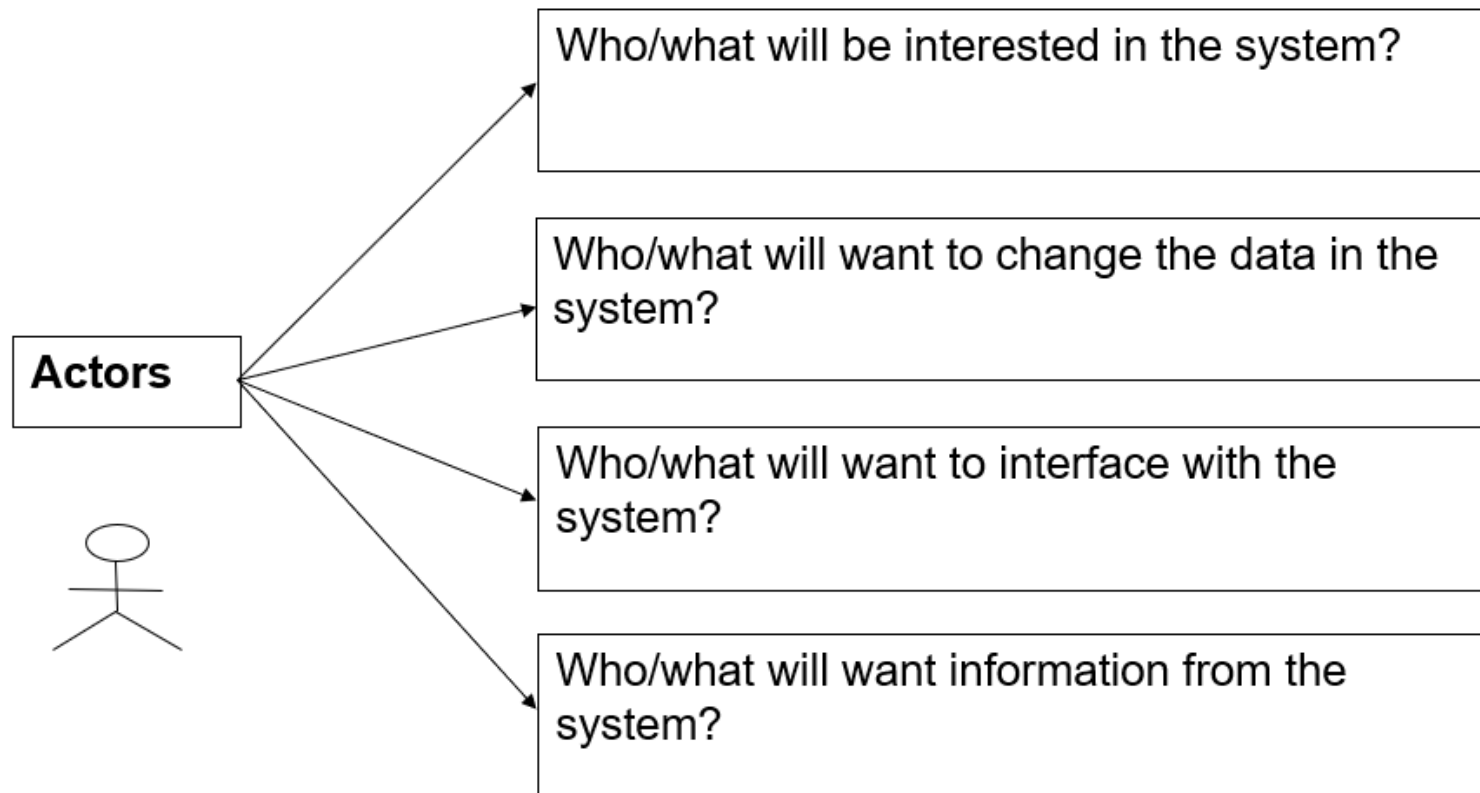 Who/what will be interested in the system?
Who/what will want to change the data in the
system?
Actors
Who/what will want to interface with the
system?
Who/what will want information from the
system?